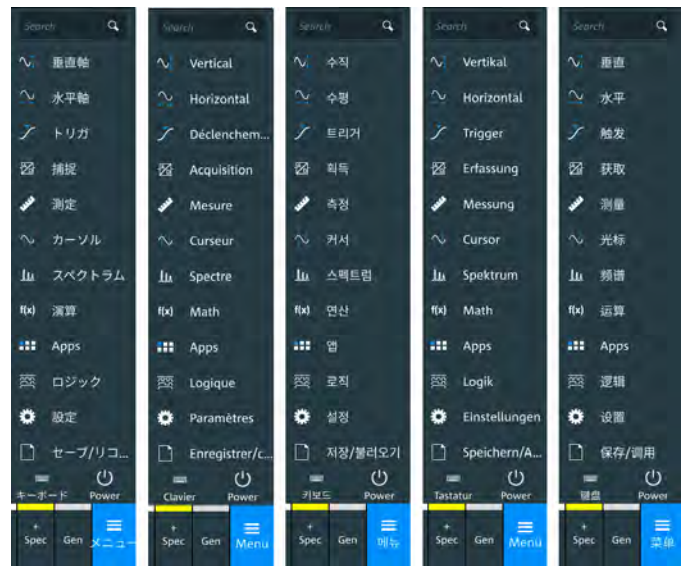 Search
垂直軸
水平軸
トリガ
捕捉
測定
カーソル
スペクトラム
f(x) 演算
Apps
ロジック
設定
セーブ/リコ...
キーボード Power
+
Spec Gen メニュー
Search
Vertical
Horizontal
Déclenchem...
Acquisition
Mesure
Curseur
Spectre
f(x) Math
Apps
Logique
Paramètres
Enregistrer/c...
Clavier Power
+
Spec Gen Menu
Search
수직
수평
트리거
획득
측정
커서
스펙트럼
f(x) 연산
앱
로직
설정
저장/불러오기
키보드 Power
+
Spec Gen 메뉴
Search
Vertikal
Horizontal
Trigger
Erfassung
Messung
Cursor
Spektrum
f(x) Math
Apps
Logik
Einstellungen
Speichern/A...
Tastatur Power
+
Spec Gen Menü
Search
垂直
水平
触发
获取
测量
光标
频谱
f(x) 运算
Apps
逻辑
设置
保存/调用
键盘 Power
+
Spec Gen 菜单